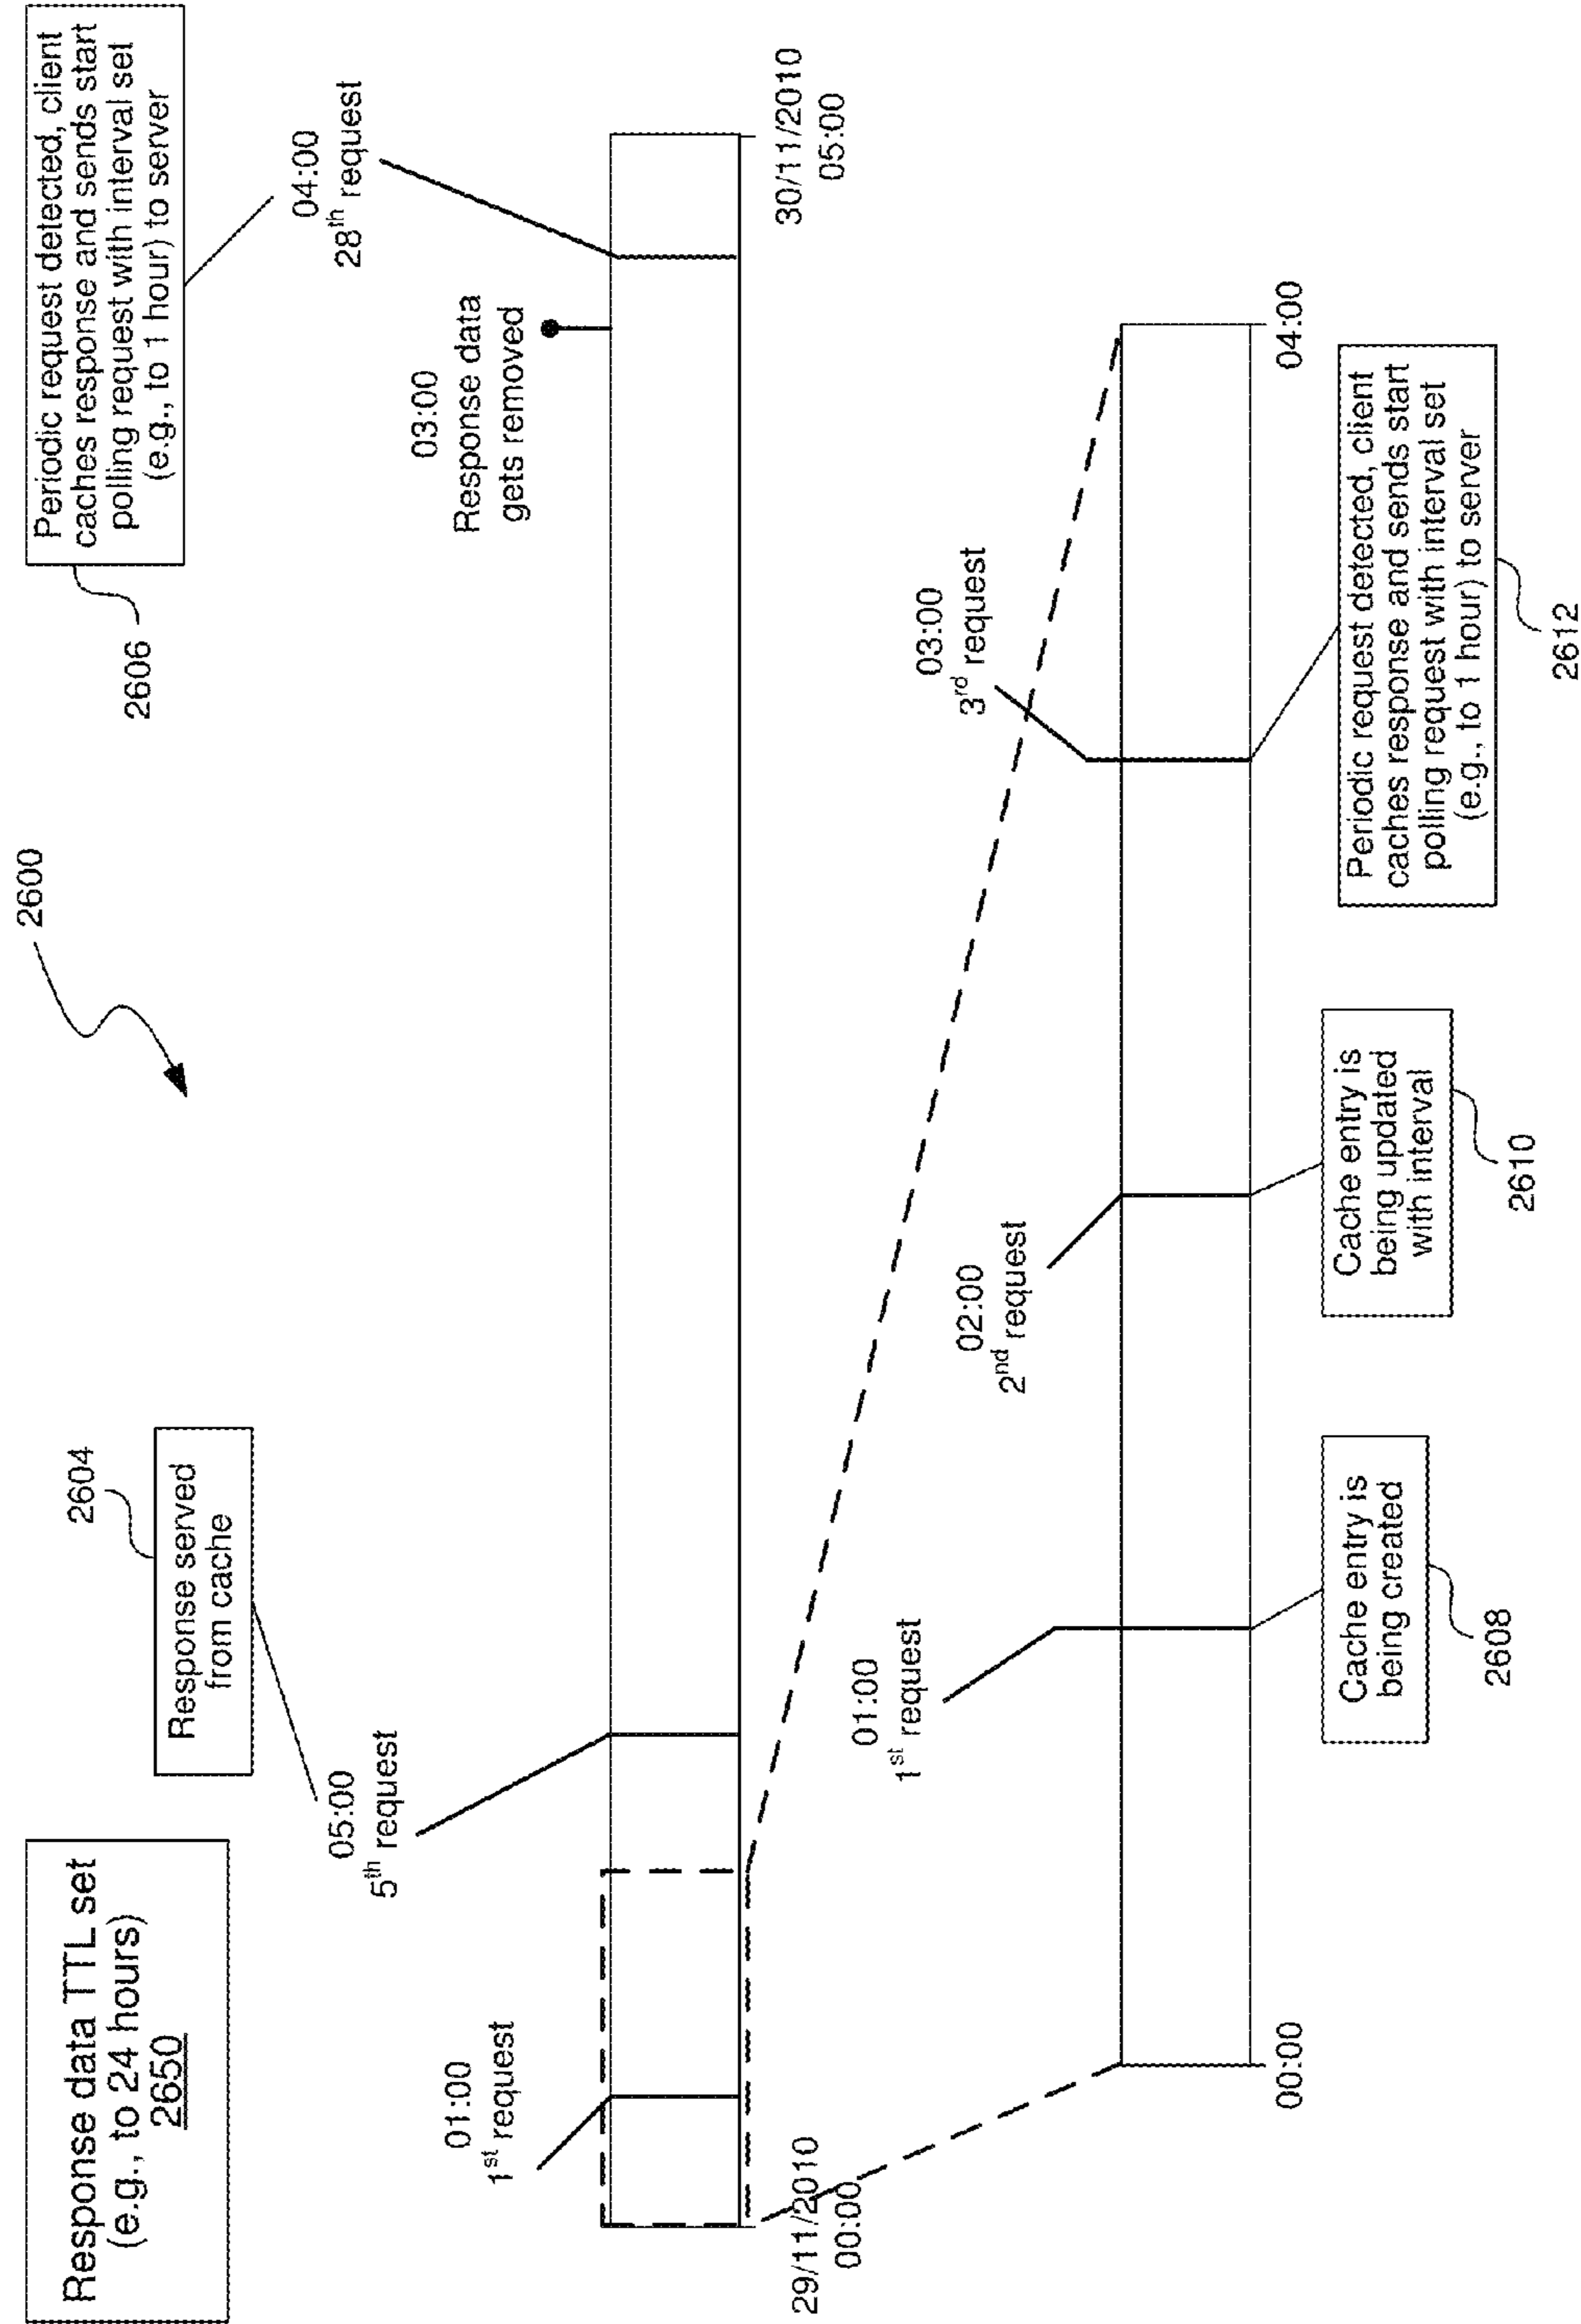 2600
Response data TTL set
(e.g., to 24 hours)
2650
2604
Response served
from cache
2606
Periodic request detected, client
caches response and sends start
polling request with interval set
(e.g., to 1 hour) to server
01:00
1st request
05:00
5th request
03:00
Response data
gets removed
04:00
28th request
29/11/2010
00:00
30/11/2010
05:00
01:00
1st request
02:00
2nd request
03:00
3rd request
00:00
04:00
Cache entry is
being created
2608
Cache entry is
being updated
with interval
2610
Periodic request detected, client
caches response and sends start
polling request with interval set
(e.g., to 1 hour) to server
2612